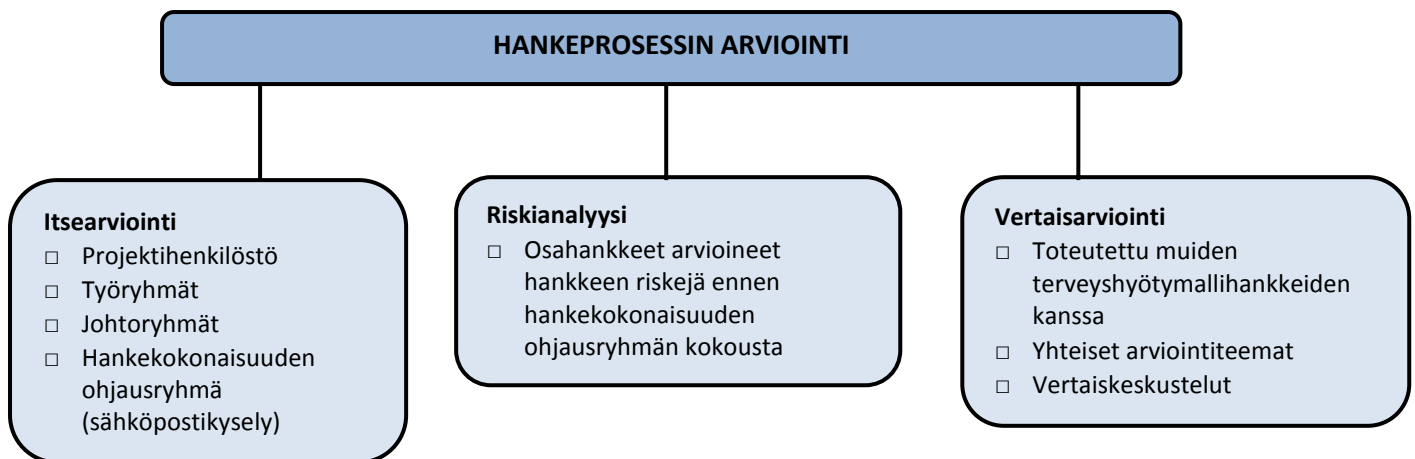 HANKEPROSESSIN ARVIOINTI
Itsearviointi
□ Projektihenkilöstö
□ Työryhmät
□ Johtoryhmät
□ Hankekokonaisuuden
ohjausryhmä
(sähköpostikysely)
Riskianalyysi
□ Osahankkeet arvioineet
hankkeen riskejä ennen
hankekokonaisuuden
ohjausryhmän kokousta
Vertaisarviointi
□ Toteutettu muiden
terveyshyötymallihankkeiden
kanssa
□ Yhteiset arviointiteemat
□ Vertaiskeskustelut